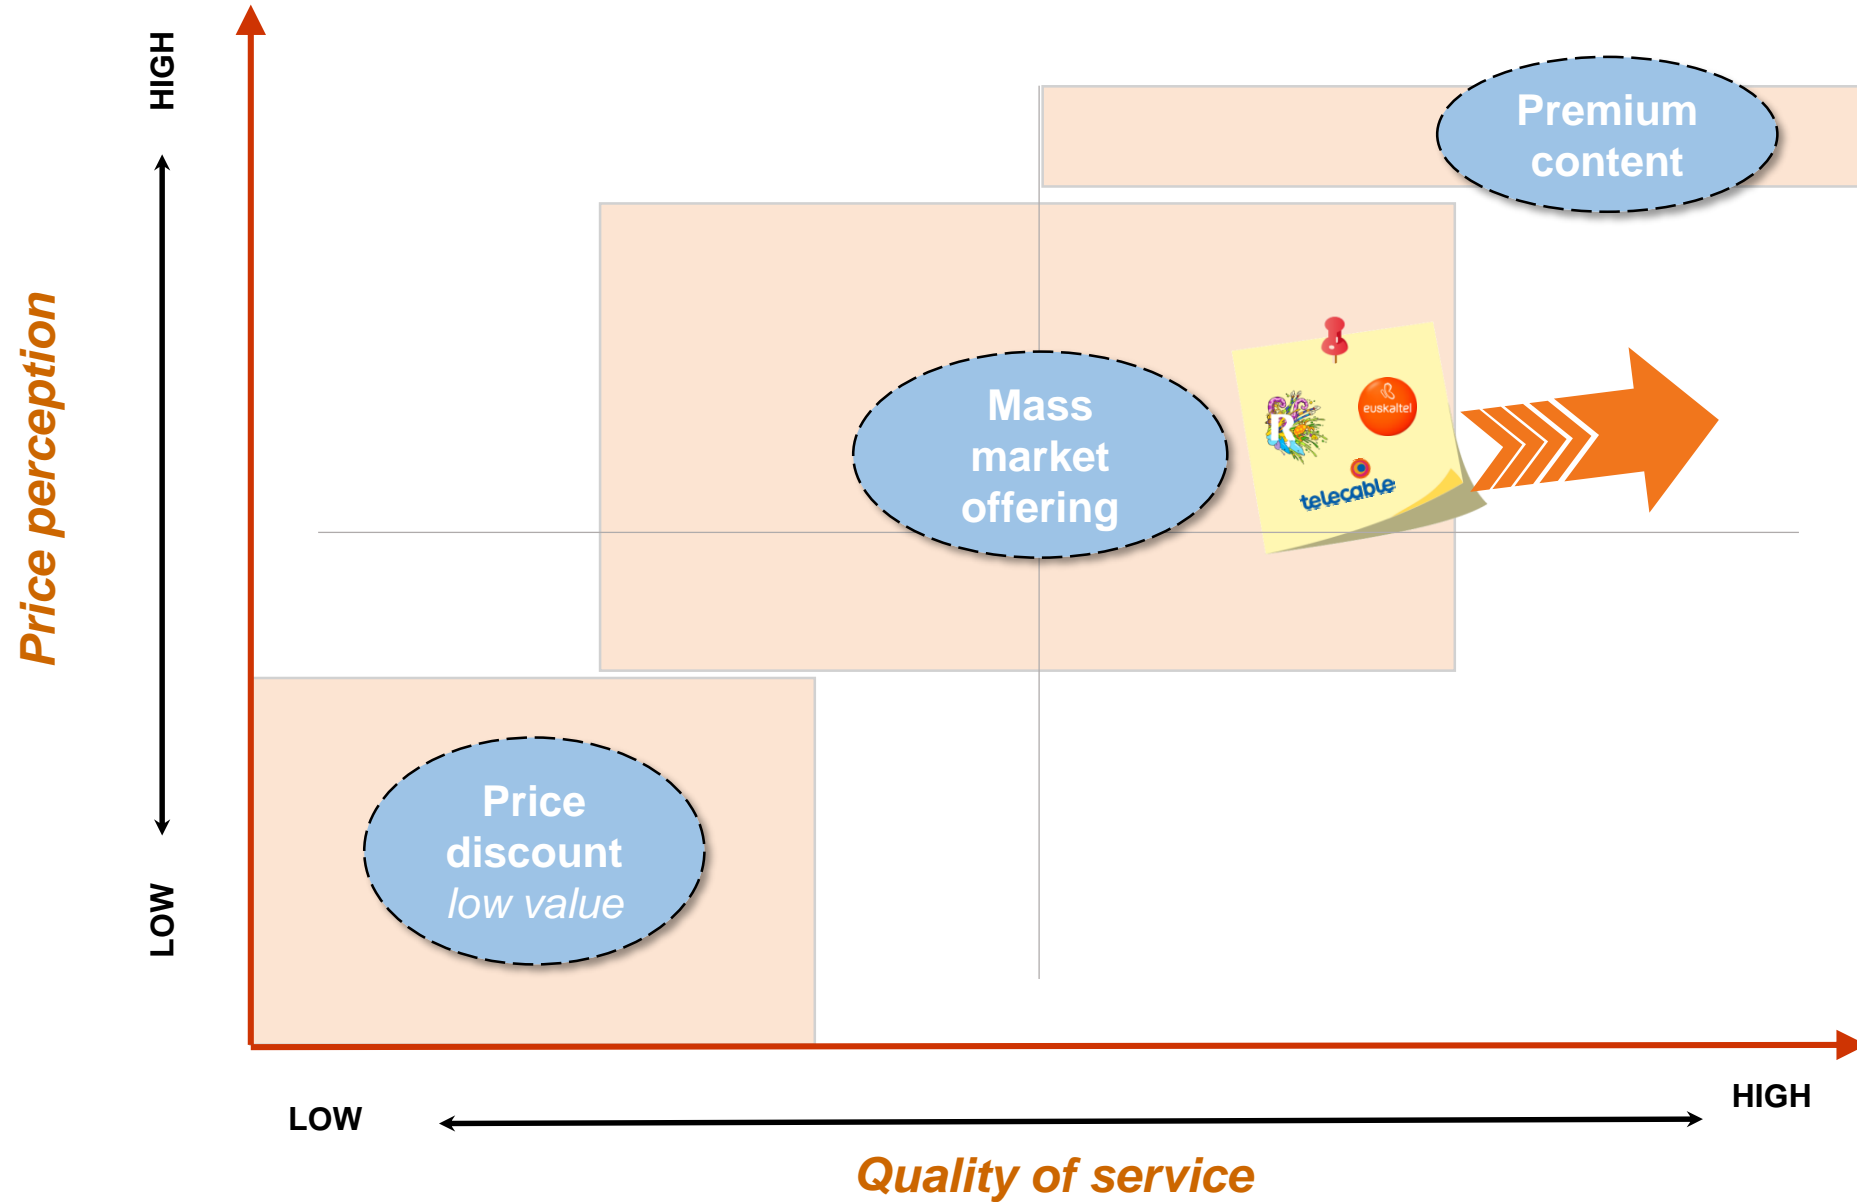 HIGH
Premium
content
Price perception
Mass
market
offering
R
euskaltel
telecable
Price
discount
low value
LOW
LOW
HIGH
Quality of service